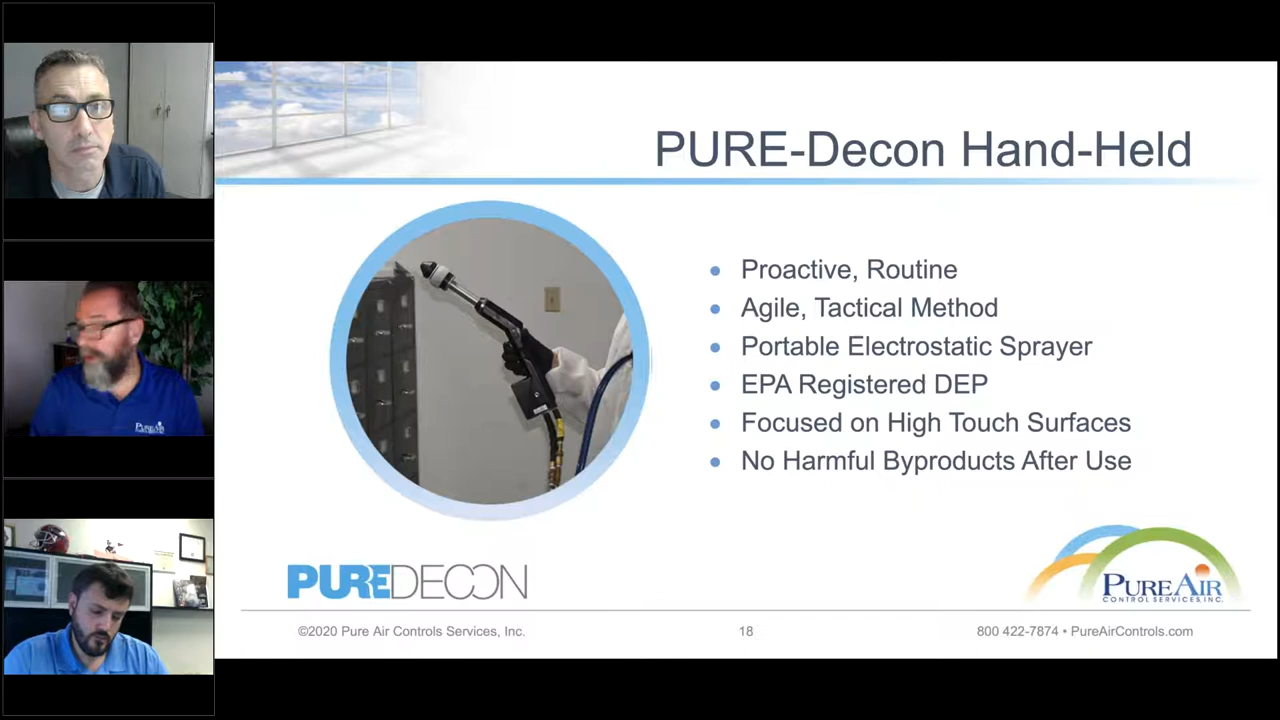 PURE-Decon Hand-Held
• Proactive, Routine
• Agile, Tactical Method
• Portable Electrostatic Sprayer
• EPA Registered DEP
• Focused on High Touch Surfaces
• No Harmful Byproducts After Use
PUREDECON
PUREAIR
CONTROL SERVICES, INC.
©2020 Pure Air Controls Services, Inc.
18
800 422-7874 • PureAirControls.com
PUREAIR